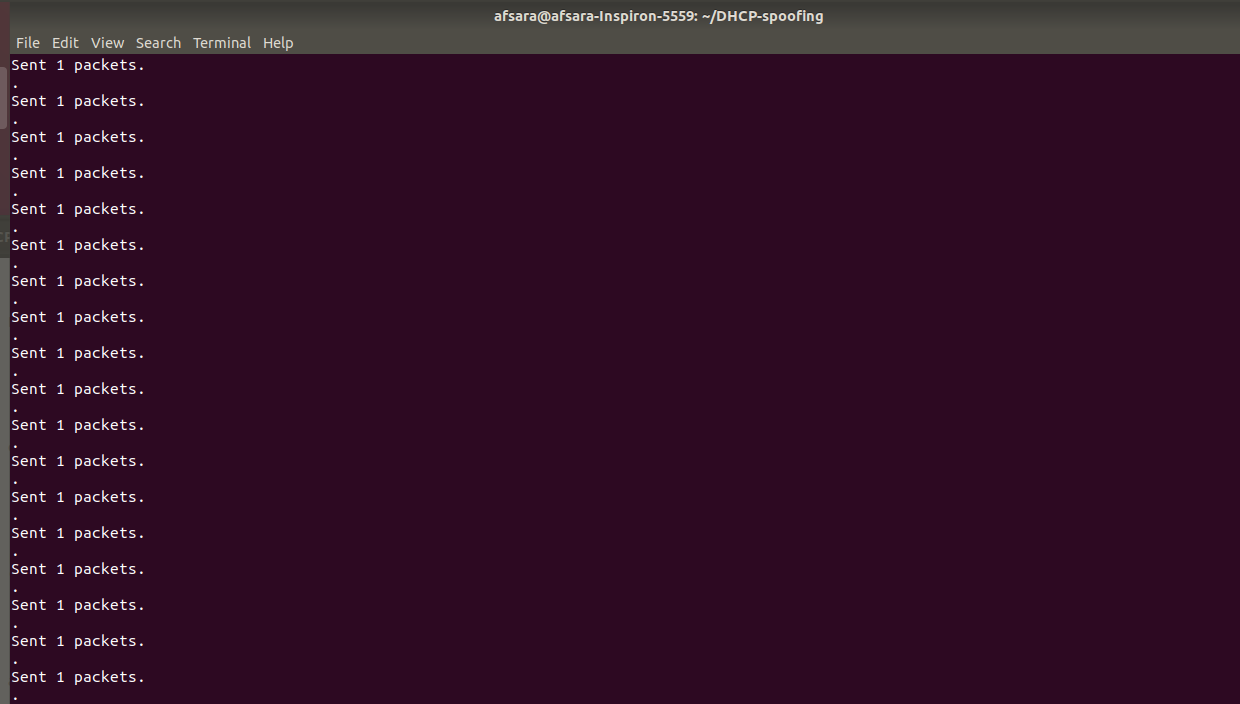 afsara@afsara-Inspiron-5559: ~/DHCP-spoofing
File Edit View Search Terminal Help
Sent 1 packets.
.
Sent 1 packets.
.
Sent 1 packets.
.
Sent 1 packets.
.
Sent 1 packets.
.
Sent 1 packets.
.
Sent 1 packets.
.
Sent 1 packets.
.
Sent 1 packets.
.
Sent 1 packets.
.
Sent 1 packets.
.
Sent 1 packets.
.
Sent 1 packets.
.
Sent 1 packets.
.
Sent 1 packets.
.
Sent 1 packets.
.
Sent 1 packets.
.
Sent 1 packets.
.